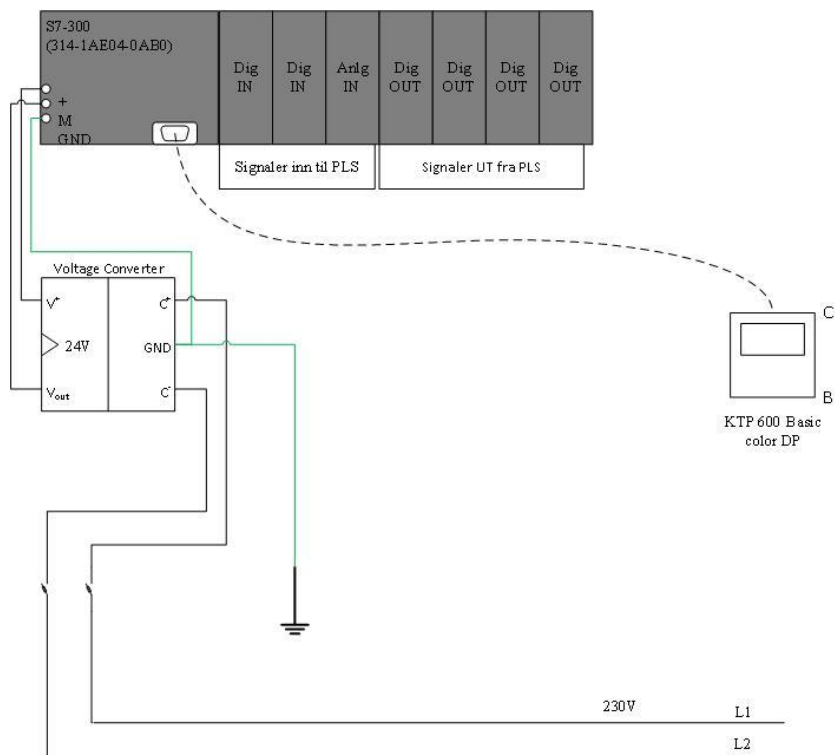 S7-300
(314-1AE04-0AB0)
+
M
GND
Dig
IN
Dig
IN
Anlg
IN
Dig
OUT
Dig
OUT
Dig
OUT
Dig
OUT
Signaler inn til PLS
Signaler UT fra PLS
Voltage Converter
V+
C+
24V
GND
Vout
C-
C
B
KTP 600 Basic
color DP
230V
L1
L2